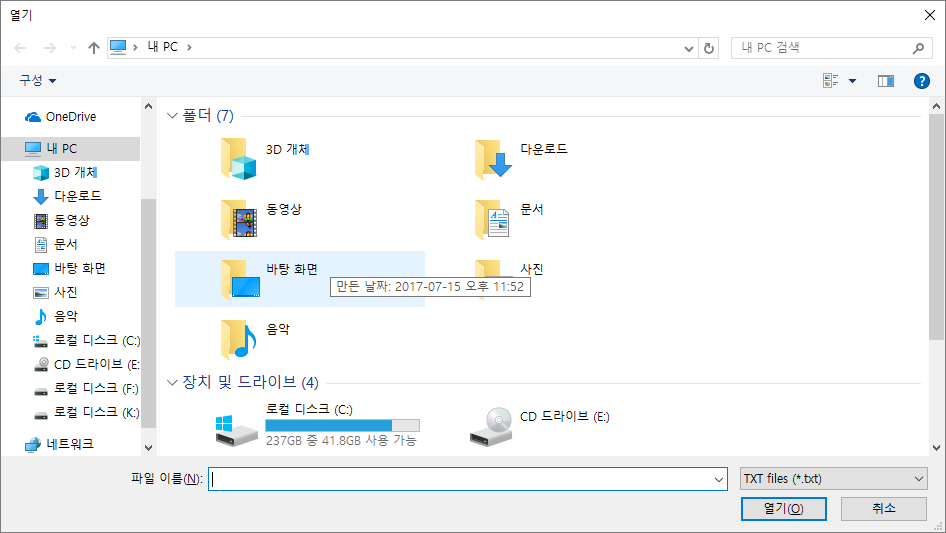 열기
내 PC
내 PC 검색
구성
OneDrive
내 PC
3D 개체
다운로드
동영상
문서
바탕 화면
사진
음악
로컬 디스크 (C:)
CD 드라이브 (E:
로컬 디스크 (F:)
로컬 디스크 (K:)
네트워크
폴더 (7)
3D 개체
다운로드
동영상
문서
바탕 화면
사진
만든 날짜: 2017-07-15 오후 11:52
음악
장치 및 드라이브 (4)
로컬 디스크 (C:)
237GB 중 41.8GB 사용 가능
CD 드라이브 (E:)
파일 이름(N):
TXT files (*.txt)
열기(O)
취소